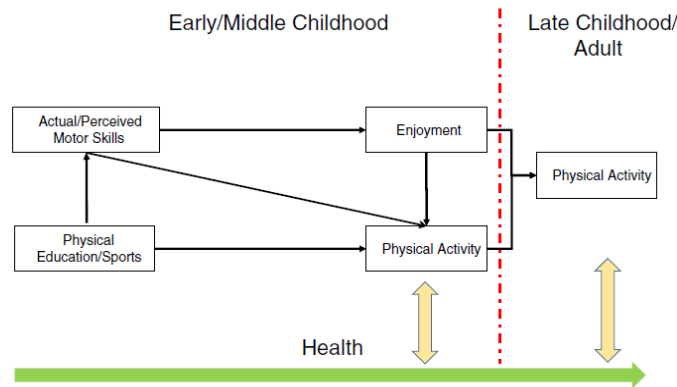 Early/Middle Childhood
Late Childhood/
Adult
Actual/Perceived
Motor Skills
Enjoyment
Physical Activity
Physical
Education/Sports
Physical Activity
Health